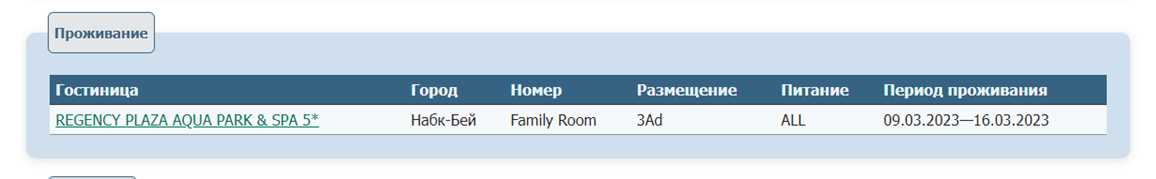 Проживание
Гостиница Город Номер Размещение Питание Период проживания
REGENCY PLAZA AQUA PARK & SPA 5* Набк-Бей Family Room 3Ad ALL 09.03.2023—16.03.2023